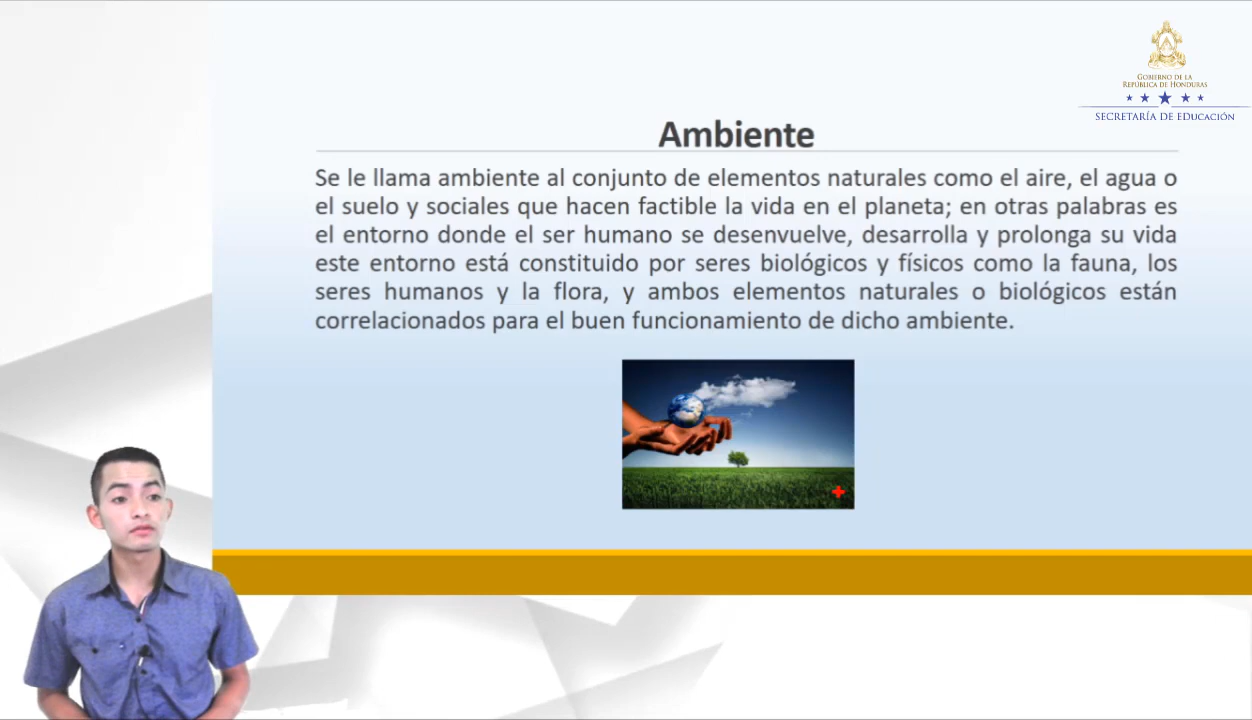 GOBIERNO DE LA
REPÚBLICA DE HONDURAS
SECRETARÍA DE EDUCACIÓN
Ambiente
Se le llama ambiente al conjunto de elementos naturales como el aire, el agua o
el suelo y sociales que hacen factible la vida en el planeta; en otras palabras es
el entorno donde el ser humano se desenvuelve, desarrolla y prolonga su vida
este entorno está constituido por seres biológicos y físicos como la fauna, los
seres humanos y la flora, y ambos elementos naturales o biológicos están
correlacionados para el buen funcionamiento de dicho ambiente.